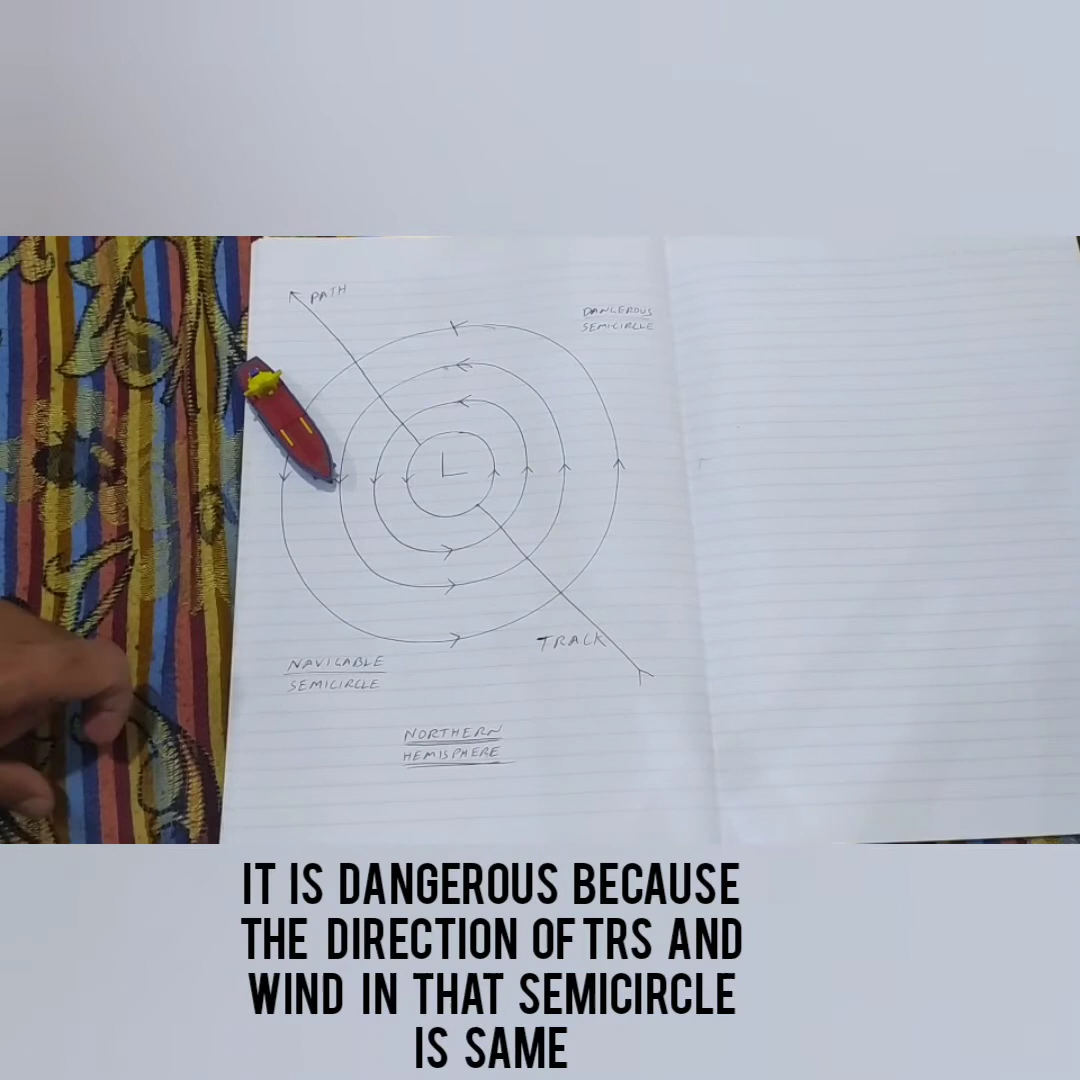 PATH
DANGEROUS
SEMICIRCLE
L
TRACK
NAVIGABLE
SEMICIRCLE
NORTHERN
HEMISPHERE
IT IS DANGEROUS BECAUSE
THE DIRECTION OF TRS AND
WIND IN THAT SEMICIRCLE
IS SAME